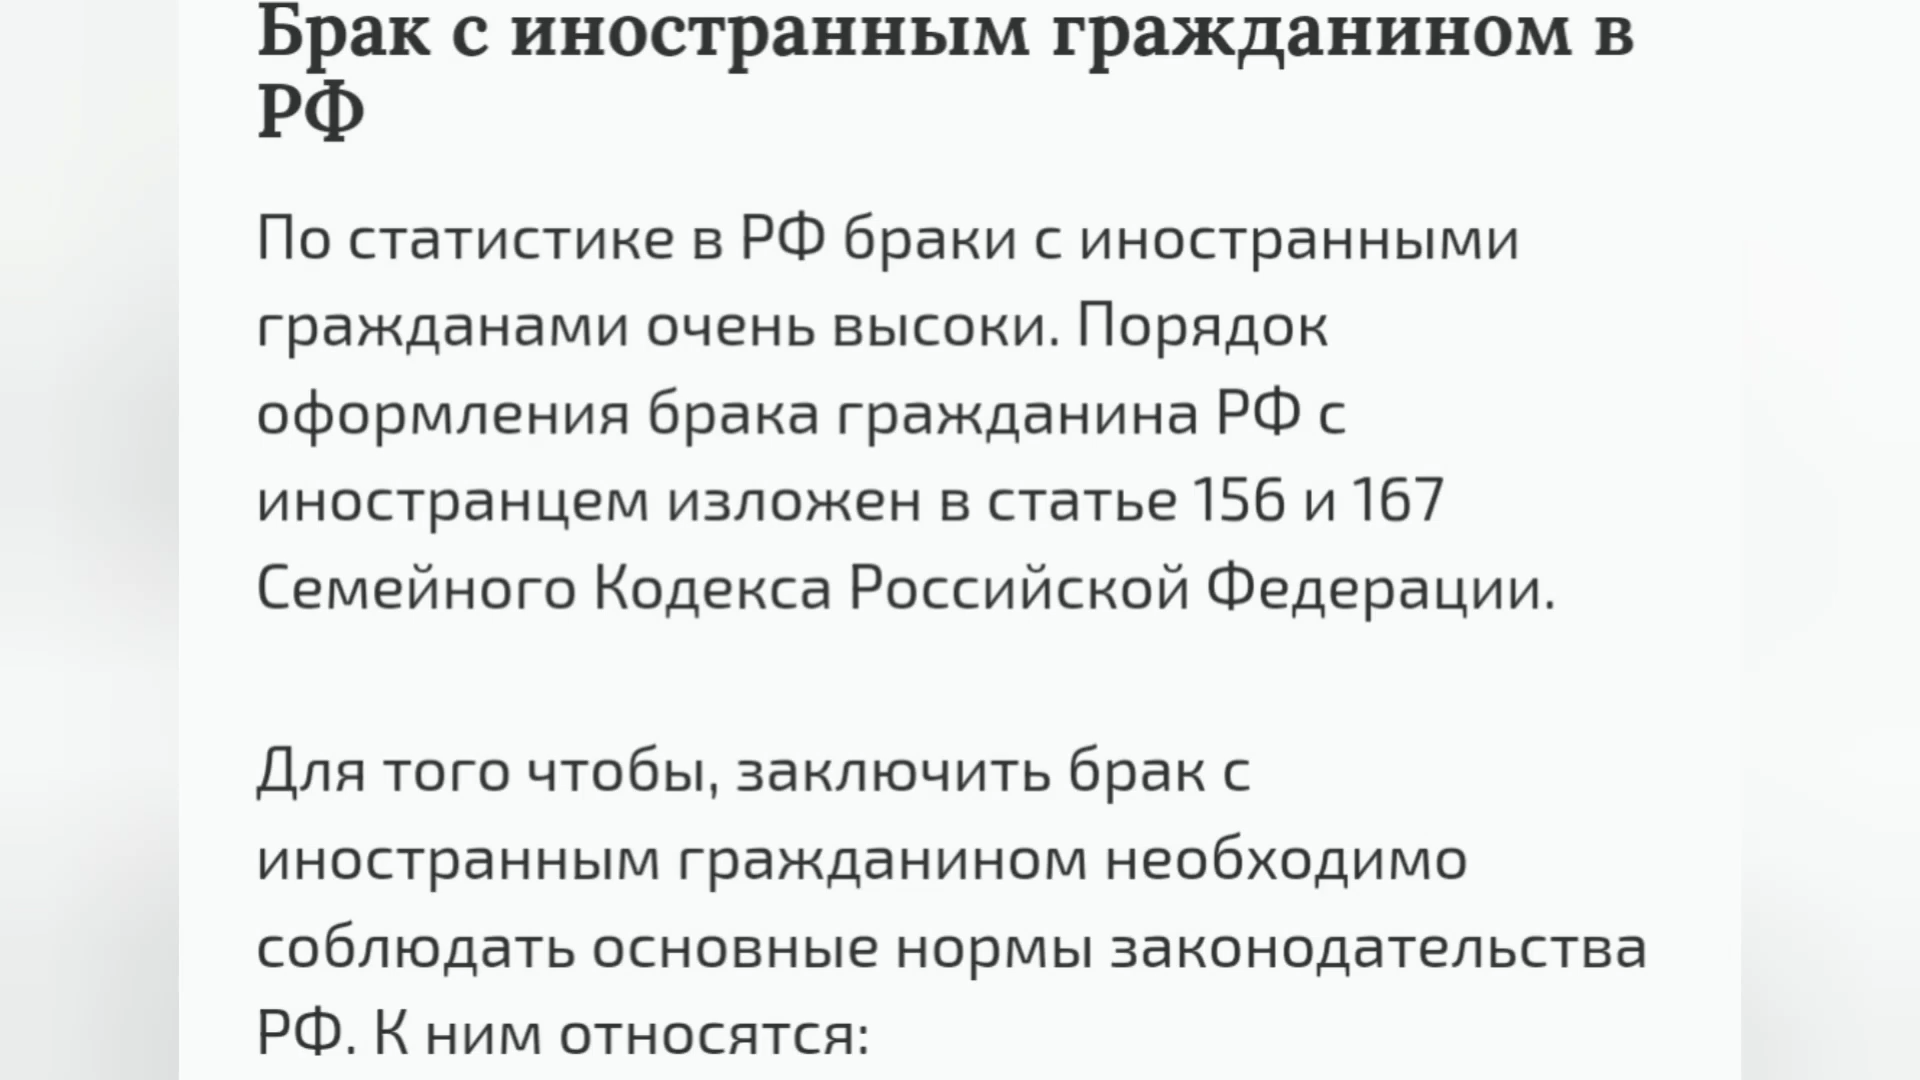 Брак с иностранным гражданином в
РФ
По статистике в РФ браки с иностранными
гражданами очень высоки. Порядок
оформления брака гражданина РФ с
иностранцем изложен в статье 156 и 167
Семейного Кодекса Российской Федерации.
Для того чтобы, заключить брак с
иностранным гражданином необходимо
соблюдать основные нормы законодательства
РФ. К ним относятся: